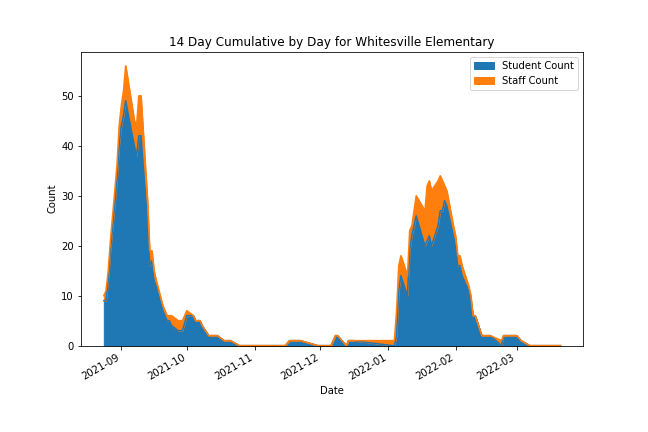 14 Day Cumulative by Day for Whitesville Elementary
Student Count
Staff Count
Count
50
40
30
20
10
0
2021-09
2021-10
2021-11
2021-12
2022-01
2022-02
2022-03
Date